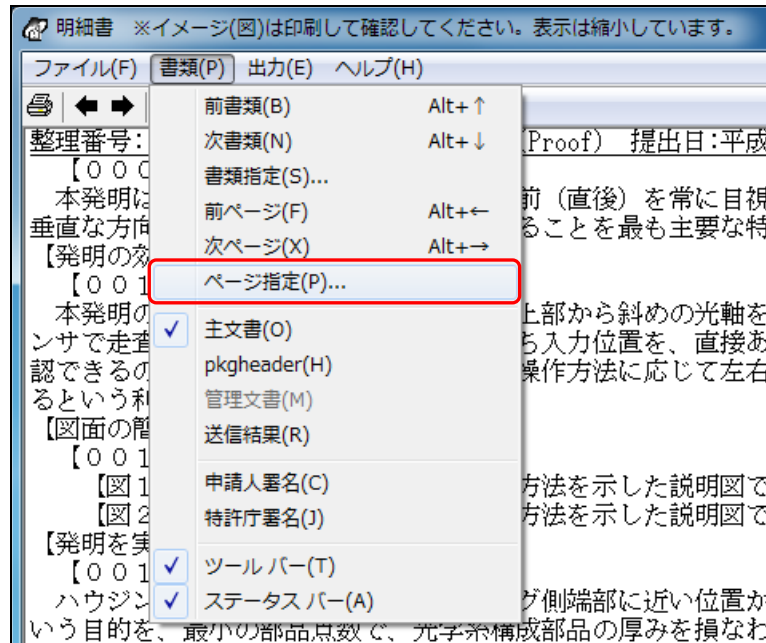 明細書 ※イメージ(図)は印刷して確認してください。表示は縮小しています。
ファイル(F) 書類(P) 出力(E) ヘルプ(H)
前書類(B) Alt+↑
次書類(N) Alt+↓
書類指定(S)...
前ページ(F) Alt+←
次ページ(X) Alt+→
ページ指定(P)...
主文書(O)
pkgheader(H)
管理文書(M)
送信結果(R)
申請人署名(C)
特許庁署名(J)
ツール バー(T)
ステータス バー(A)
整理番号: (Proof) 提出日:平成
【000
本発明は 前(直後)を常に目視
垂直な方向 ることを最も主要な特
【発明の効
【001
本発明の 上部から斜めの光軸を
ンサで走査 ち入力位置を、直接あ
認できるの 操作方法に応じて左右
るという利
【図面の簡
【001
【図1 方法を示した説明図で
【図2 方法を示した説明図で
【発明を実
【001
ハウジン グ側端部に近い位置か
いう目的を、最小の部品点数で、光学系構成部品の厚みを損なわ